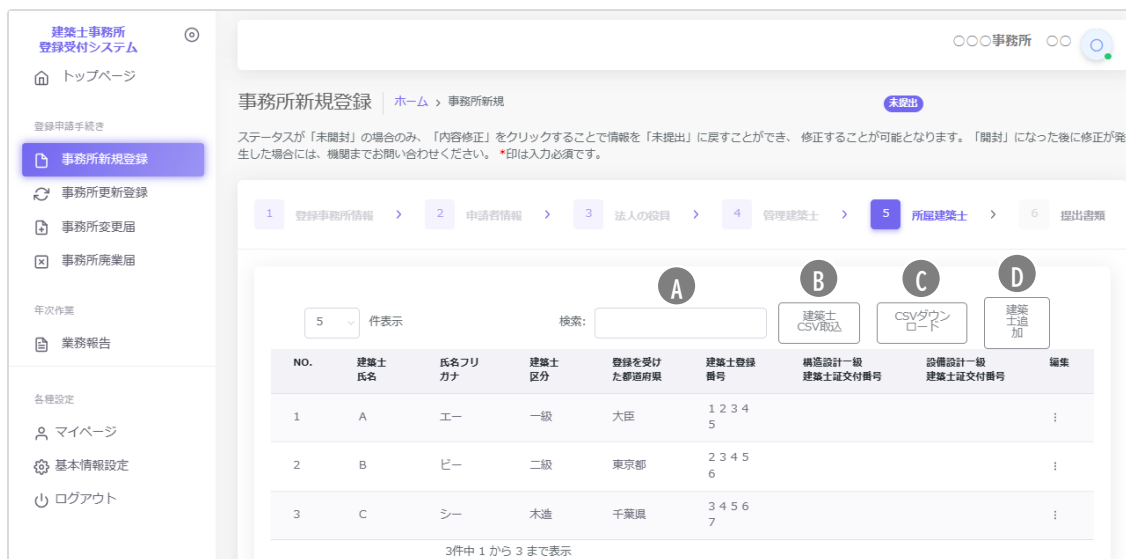 建築士事務所
登録受付システム
トップページ
登録申請手続き
事務所新規登録
事務所更新登録
事務所変更届
事務所廃業届
年次作業
業務報告
各種設定
マイページ
基本情報設定
ログアウト
○○○事務所 ○○ ○
事務所新規登録 ホーム > 事務所新規 未提出
ステータスが「未開封」の場合のみ、「内容修正」をクリックすることで情報を「未提出」に戻すことができ、 修正することが可能となります。「開封」になった後に修正が発
生した場合には、機関までお問い合わせください。 *印は入力必須です。
1 登録事務所情報 > 2 申請者情報 > 3 法人の役員 > 4 管理建築士 > 5 所属建築士 > 6 提出書類
A B C D
5 件表示 検索: 建築士 CSV取込 CSVダウンロード 建築士追加
NO. 建築士 氏名フリ 建築士 登録を受け 建築士登録 構造設計一級 設備設計一級 編集
氏名 ガナ 区分 た都道府県 番号 建築士証交付番号 建築士証交付番号
1 A エー 一級 大臣 1 2 3 4
5
2 B ビー 二級 東京都 2 3 4 5
6
3 C シー 木造 千葉県 3 4 5 6
7
3件中 1 から 3 まで表示